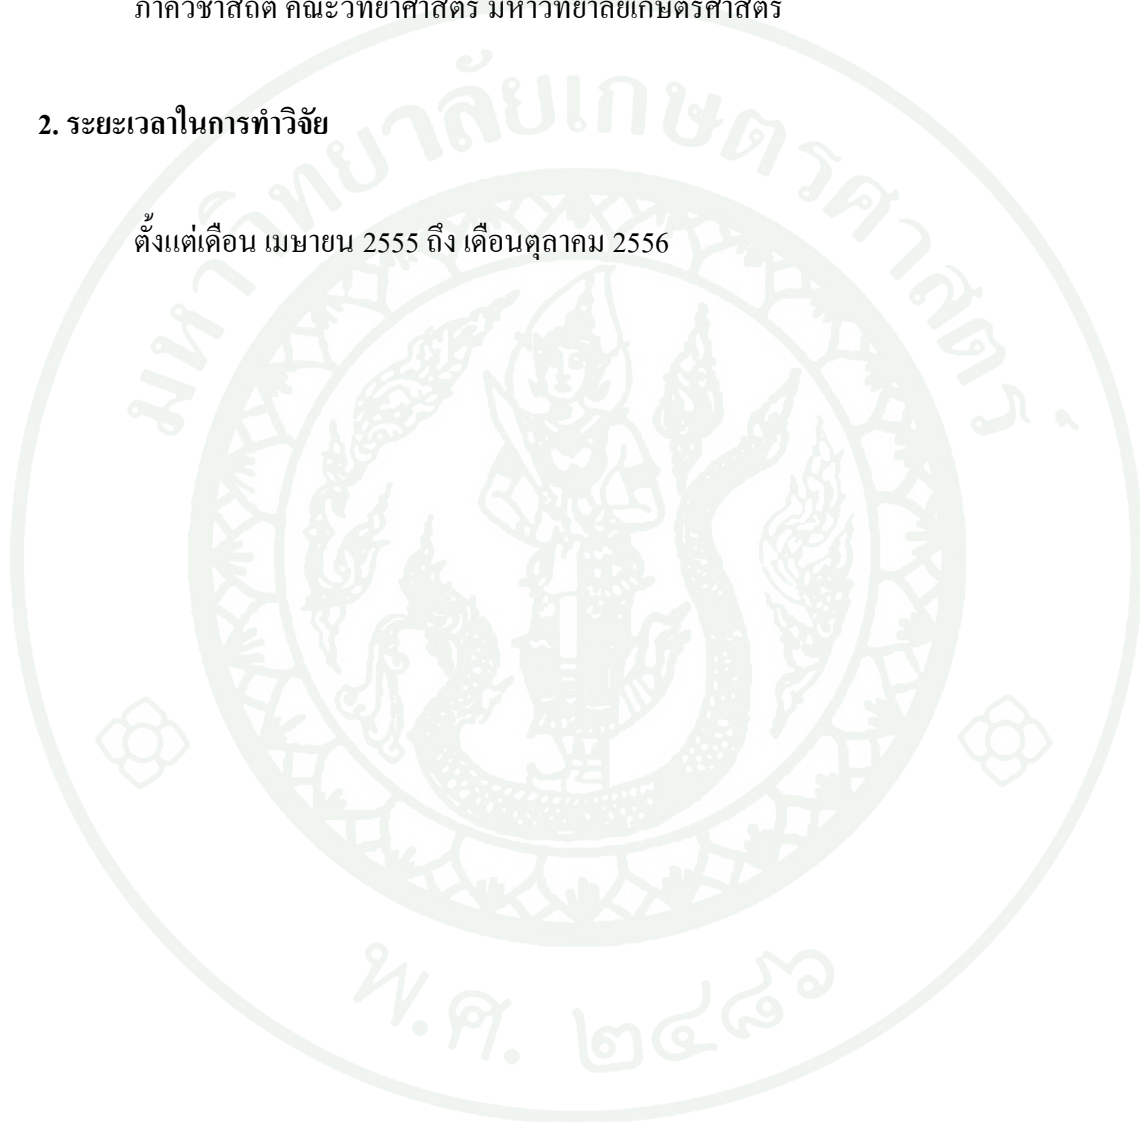 ภาควิชาสถิติ คณะวิทยาศาสตร์ มหาวิทยาลัยเกษตรศาสตร์
2. ระยะเวลาในการทำวิจัย
ตั้งแต่เดือน เมษายน 2555 ถึง เดือนตุลาคม 2556
มหาวิทยาลัยเกษตรศาสตร์
พ.ศ. ๒๔๘๖